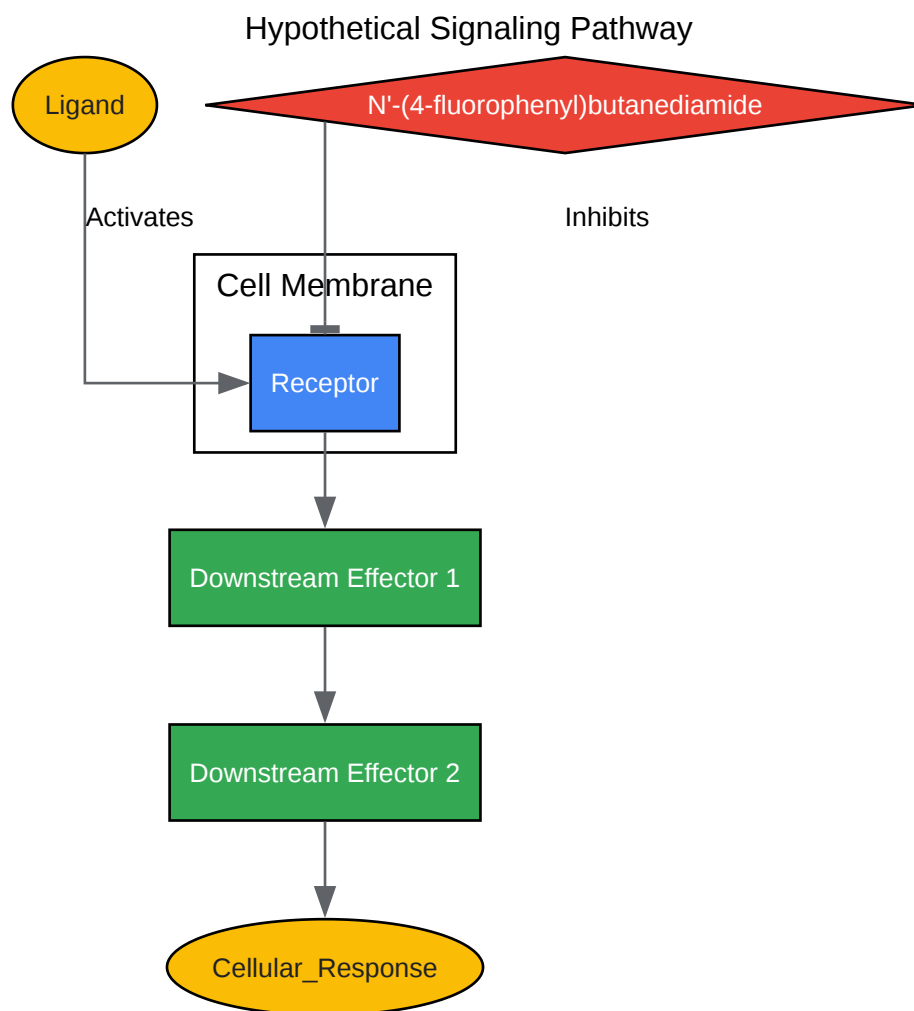 Hypothetical Signaling Pathway
Ligand
N'-(4-fluorophenyl)butanediamide
Activates
Inhibits
Cell Membrane
Receptor
Downstream Effector 1
Downstream Effector 2
Cellular_Response